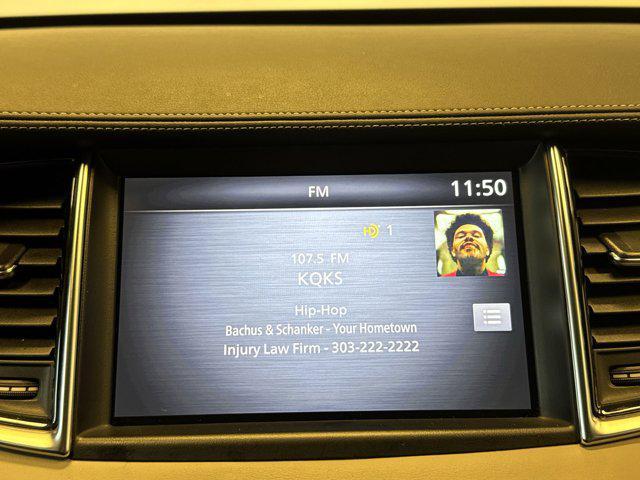 FM 11:50
HD 1
107.5 FM
KQKS
Hip-Hop
Bachus & Schanker - Your Hometown
Injury Law Firm - 303-222-2222